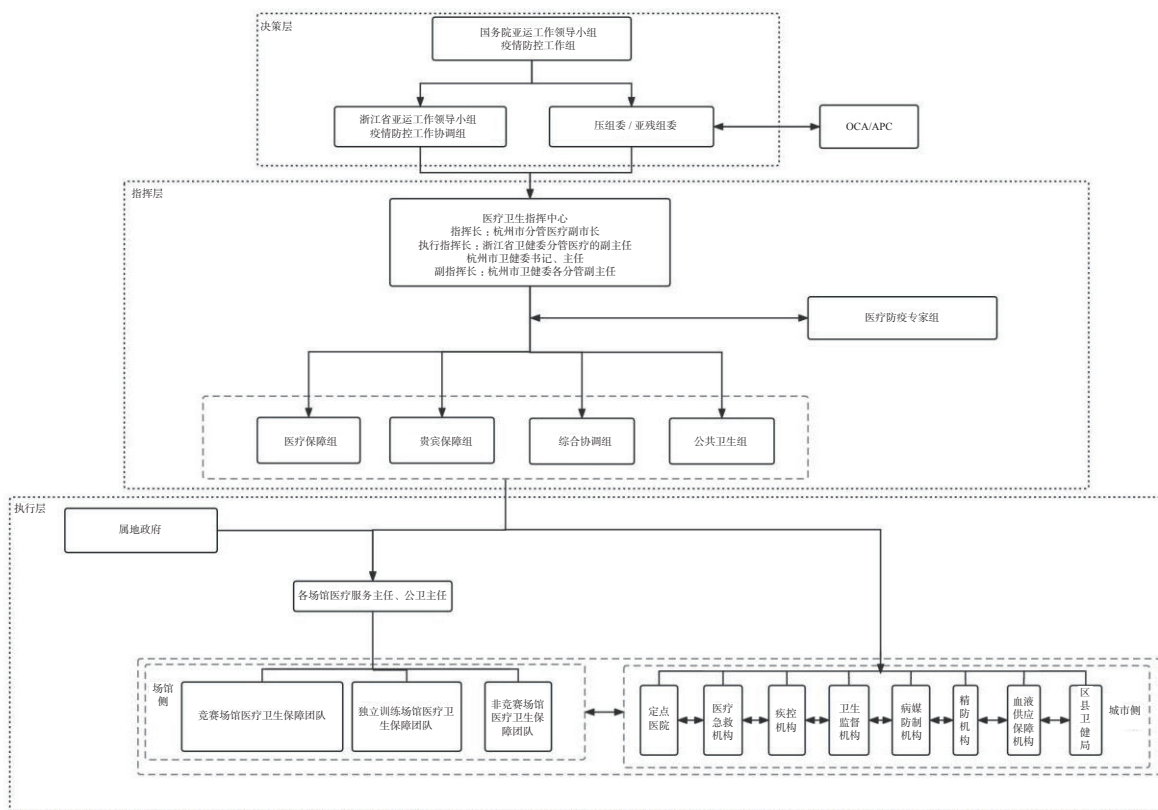 决策层
国务院亚运工作领导小组
疫情防控工作组
浙江省亚运工作领导小组
疫情防控工作协调组
压组委 / 亚残组委
OCA/APC
指挥层
医疗卫生指挥中心
指挥长：杭州市分管医疗副市长
执行指挥长：浙江省卫健委分管医疗的副主任
杭州市卫健委书记、主任
副指挥长：杭州市卫健委各分管副主任
医疗防疫专家组
医疗保障组
贵宾保障组
综合协调组
公共卫生组
执行层
属地政府
各场馆医疗服务主任、公卫主任
场馆
侧
竞赛场馆医疗卫生保障团队
独立训练场馆医疗卫
生保障团队
非竞赛场馆
医疗卫生保
障团队
定点
医院
医疗
急救
机构
疾控
机构
卫生
监督
机构
病媒
防制
机构
精
防
机
构
血液
供应
保障
机构
区
县
卫
健
局
城市侧